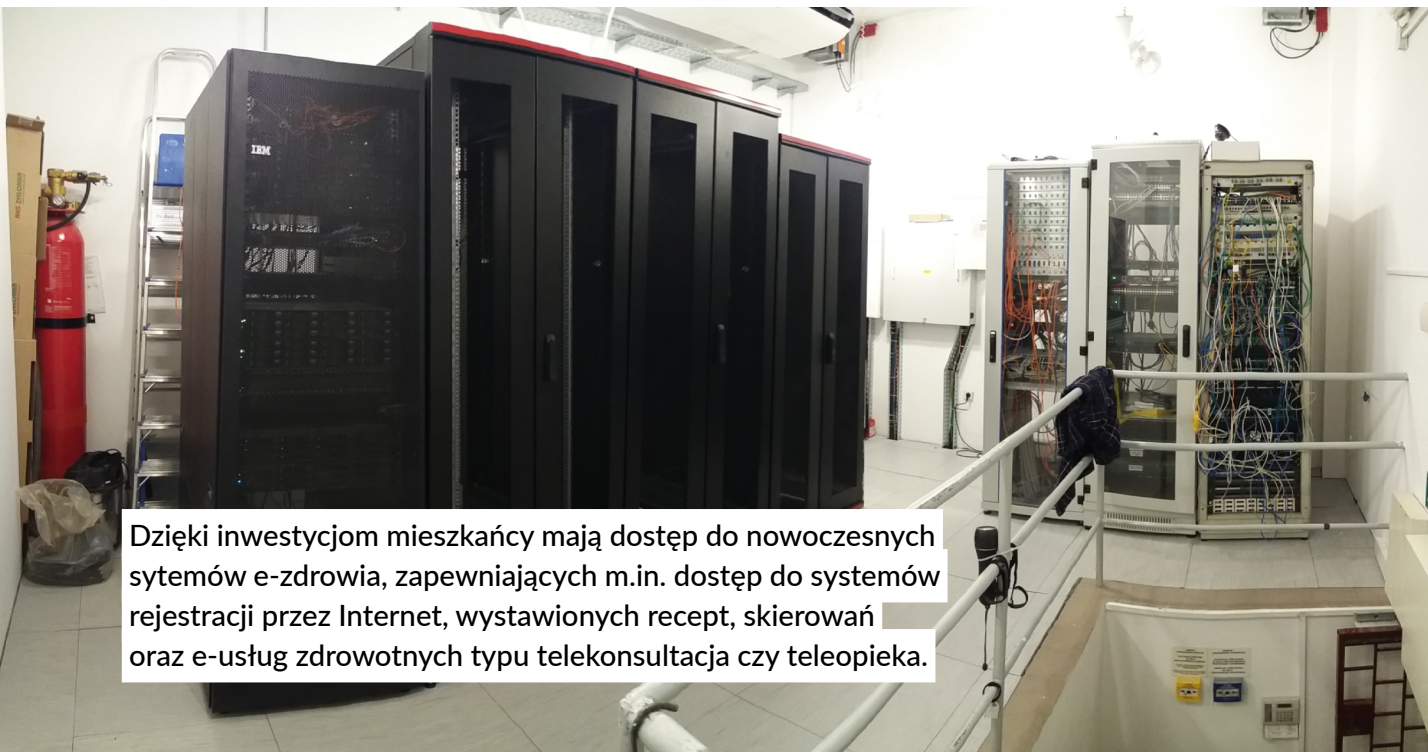 IBM
Dzięki inwestycjom mieszkańcy mają dostęp do nowoczesnych
sytemów e-zdrowia, zapewniających m.in. dostęp do systemów
rejestracji przez Internet, wystawionych recept, skierowań
oraz e-usług zdrowotnych typu telekonsultacja czy teleopieka.